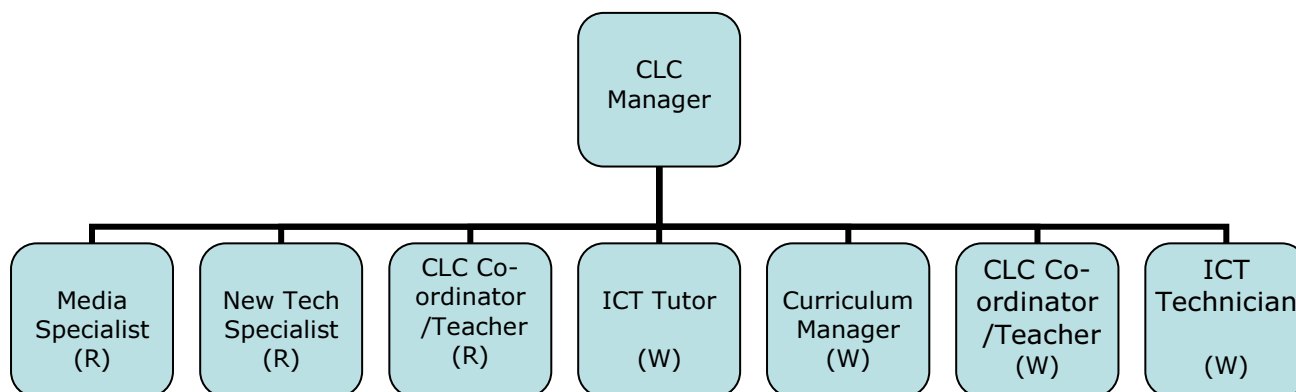 CLC
Manager
Media
Specialist
(R)
New Tech
Specialist
(R)
CLC Co-
ordinator
/Teacher
(R)
ICT Tutor
(W)
Curriculum
Manager
(W)
CLC Co-
ordinator
/Teacher
(W)
ICT
Technician
(W)